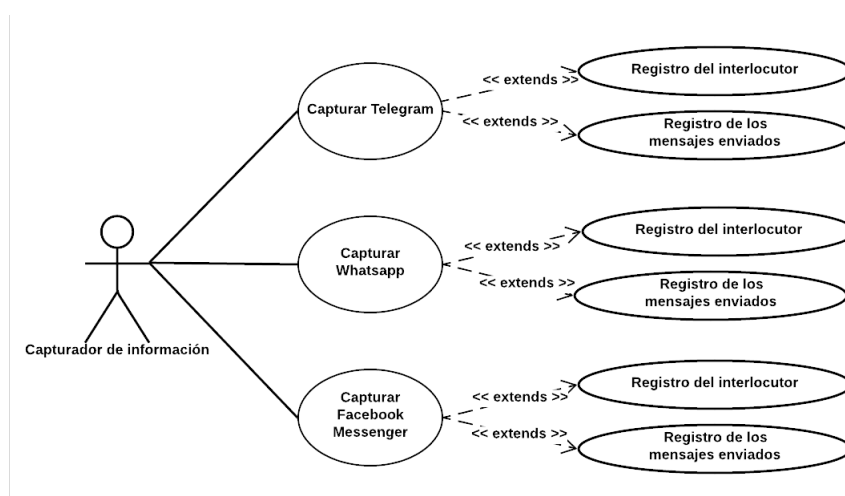 Registro del interlocutor
<< extends >>
Capturar Telegram
<< extends >>
Registro de los
mensajes enviados
Registro del interlocutor
<< extends >>
Capturar
Whatsapp
<< extends >>
Registro de los
mensajes enviados
Capturador de información
Registro del interlocutor
<< extends >>
Capturar
Facebook
Messenger
<< extends >>
Registro de los
mensajes enviados